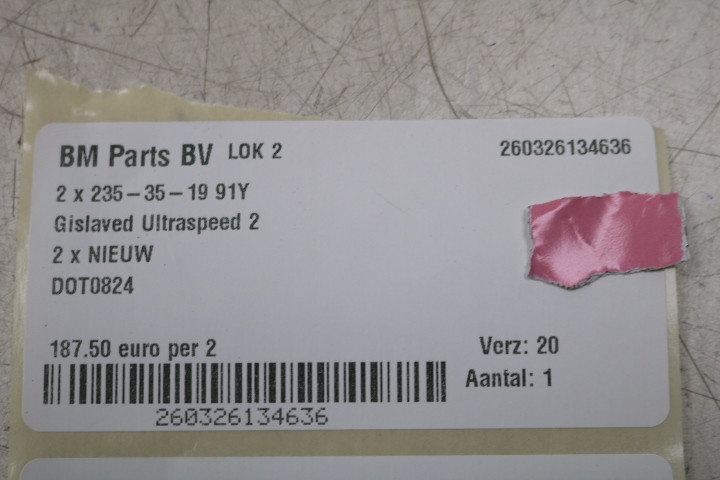 BM Parts BV LOK 2 260326134636
2 x 235-35-19 91Y
Gislaved Ultraspeed 2
2 x NIEUW
DOT0824
187.50 euro per 2 Verz: 20
Aantal: 1
260326134636